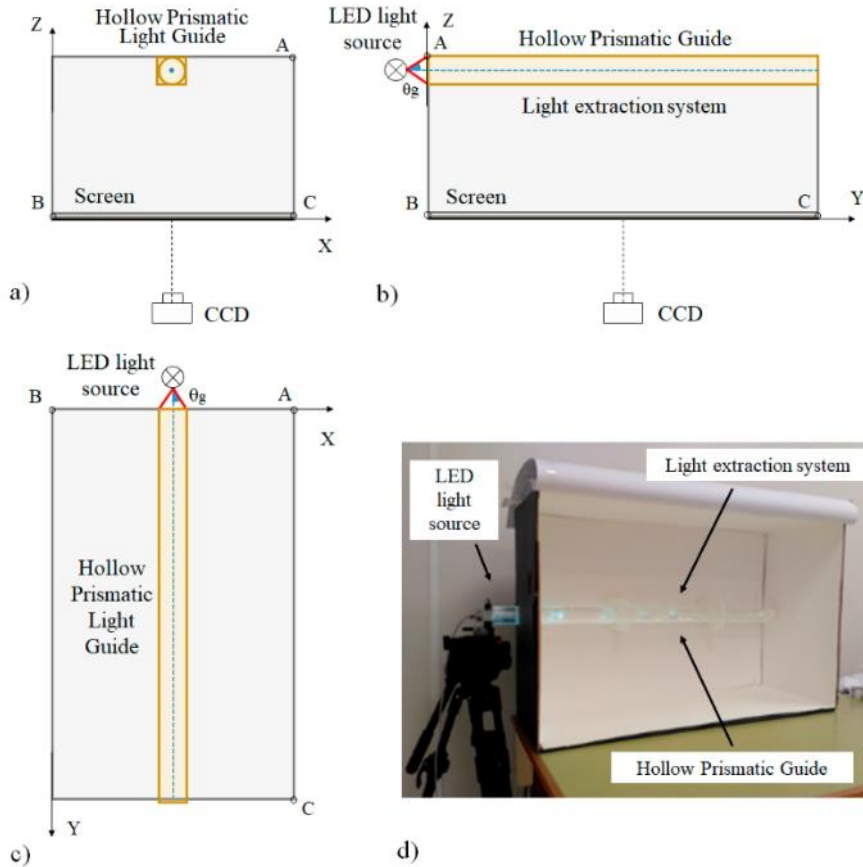 Z
Hollow Prismatic
Light Guide
A
B
Screen
C
X
a)
CCD
LED light
source
Z
A
Hollow Prismatic Guide
θg
Light extraction system
B
Screen
C
Y
b)
CCD
LED light
source
θg
B
A
X
Hollow
Prismatic
Light
Guide
C
Y
c)
LED
light
source
Light extraction system
Hollow Prismatic Guide
d)